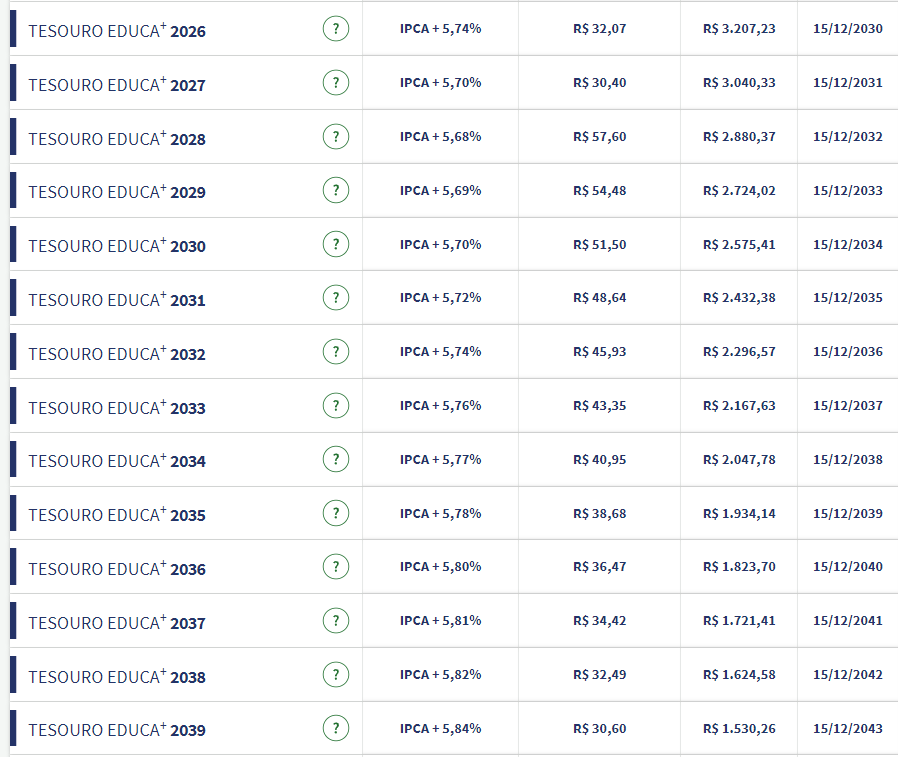 TESOURO EDUCA+ 2026 ? IPCA + 5,74% R$ 32,07 R$ 3.207,23 15/12/2030
TESOURO EDUCA+ 2027 ? IPCA + 5,70% R$ 30,40 R$ 3.040,33 15/12/2031
TESOURO EDUCA+ 2028 ? IPCA + 5,68% R$ 57,60 R$ 2.880,37 15/12/2032
TESOURO EDUCA+ 2029 ? IPCA + 5,69% R$ 54,48 R$ 2.724,02 15/12/2033
TESOURO EDUCA+ 2030 ? IPCA + 5,70% R$ 51,50 R$ 2.575,41 15/12/2034
TESOURO EDUCA+ 2031 ? IPCA + 5,72% R$ 48,64 R$ 2.432,38 15/12/2035
TESOURO EDUCA+ 2032 ? IPCA + 5,74% R$ 45,93 R$ 2.296,57 15/12/2036
TESOURO EDUCA+ 2033 ? IPCA + 5,76% R$ 43,35 R$ 2.167,63 15/12/2037
TESOURO EDUCA+ 2034 ? IPCA + 5,77% R$ 40,95 R$ 2.047,78 15/12/2038
TESOURO EDUCA+ 2035 ? IPCA + 5,78% R$ 38,68 R$ 1.934,14 15/12/2039
TESOURO EDUCA+ 2036 ? IPCA + 5,80% R$ 36,47 R$ 1.823,70 15/12/2040
TESOURO EDUCA+ 2037 ? IPCA + 5,81% R$ 34,42 R$ 1.721,41 15/12/2041
TESOURO EDUCA+ 2038 ? IPCA + 5,82% R$ 32,49 R$ 1.624,58 15/12/2042
TESOURO EDUCA+ 2039 ? IPCA + 5,84% R$ 30,60 R$ 1.530,26 15/12/2043